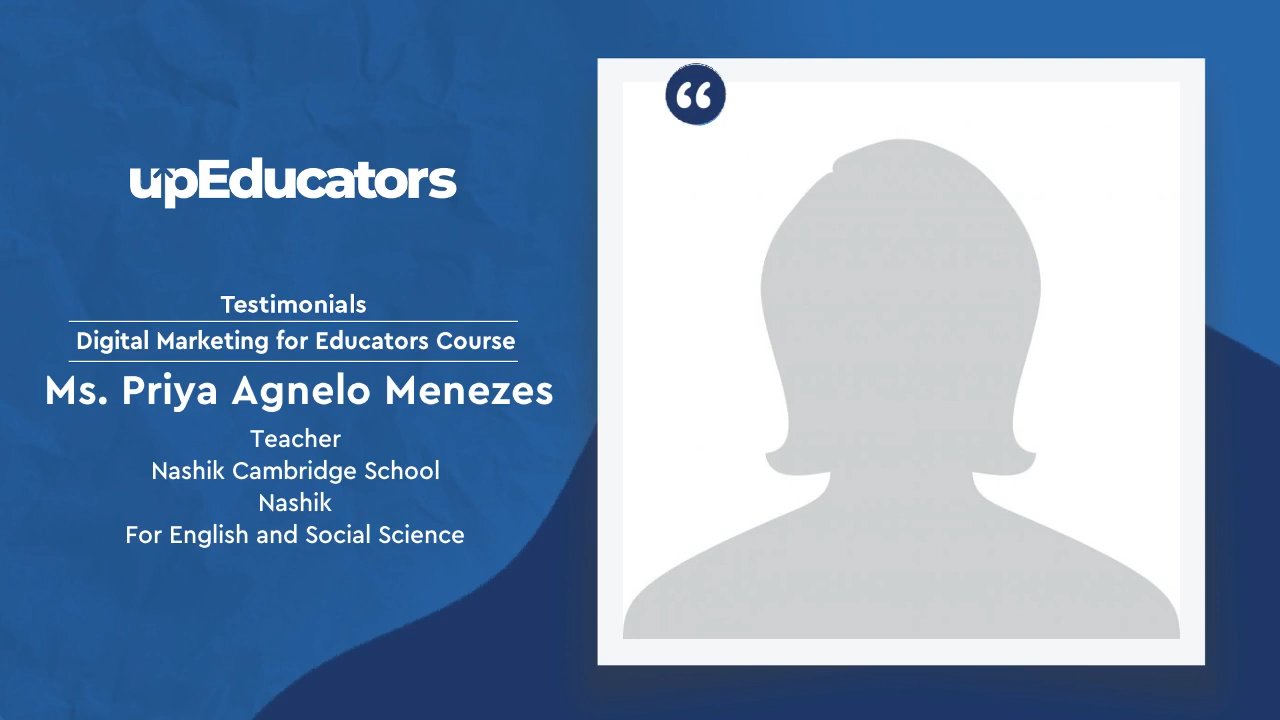 upEducators
Testimonials
Digital Marketing for Educators Course
Ms. Priya Agnelo Menezes
Teacher
Nashik Cambridge School
Nashik
For English and Social Science